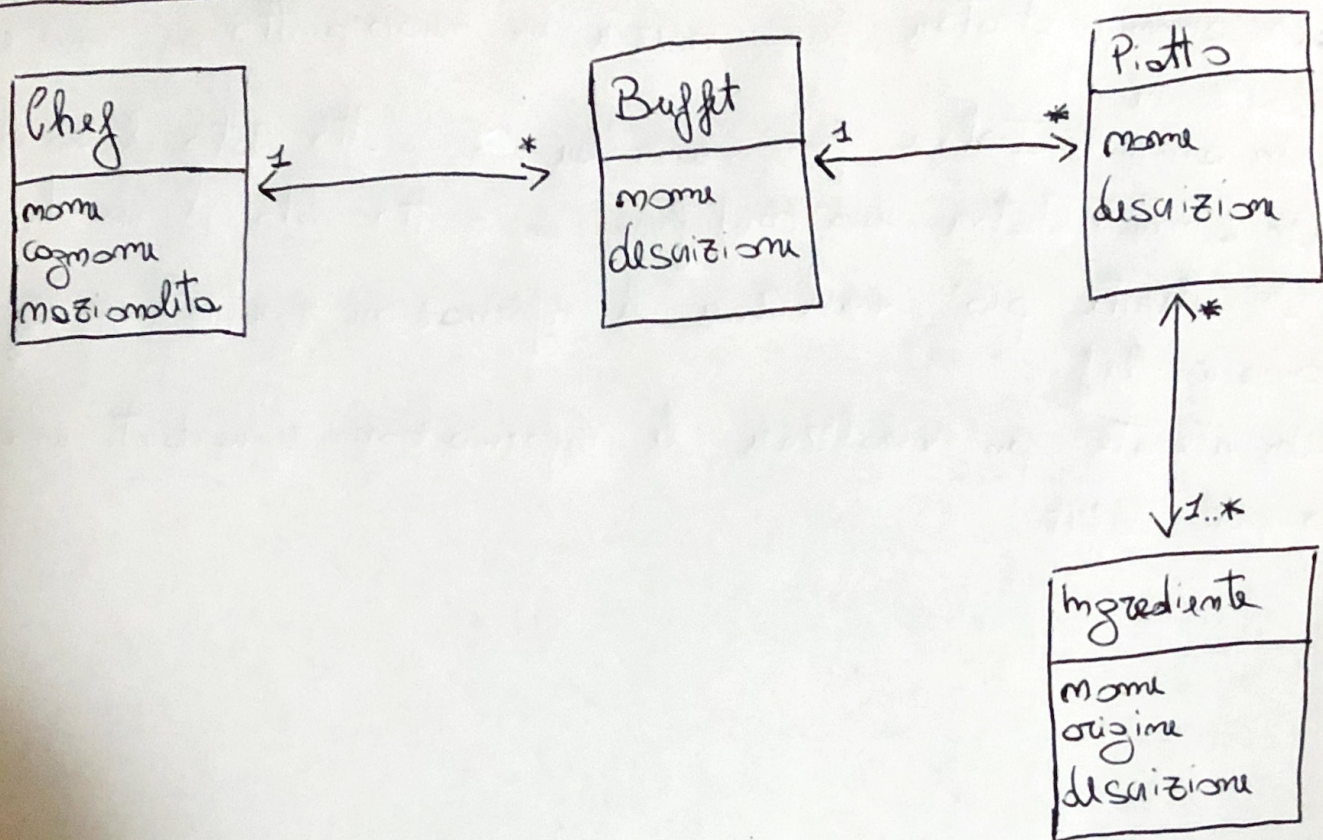 Chef
nome
cognome
nazionalita
1
*
Buffet
nome
descrizione
1
*
Piatto
nome
descrizione
*
1..*
Ingrediente
nome
origine
descrizione